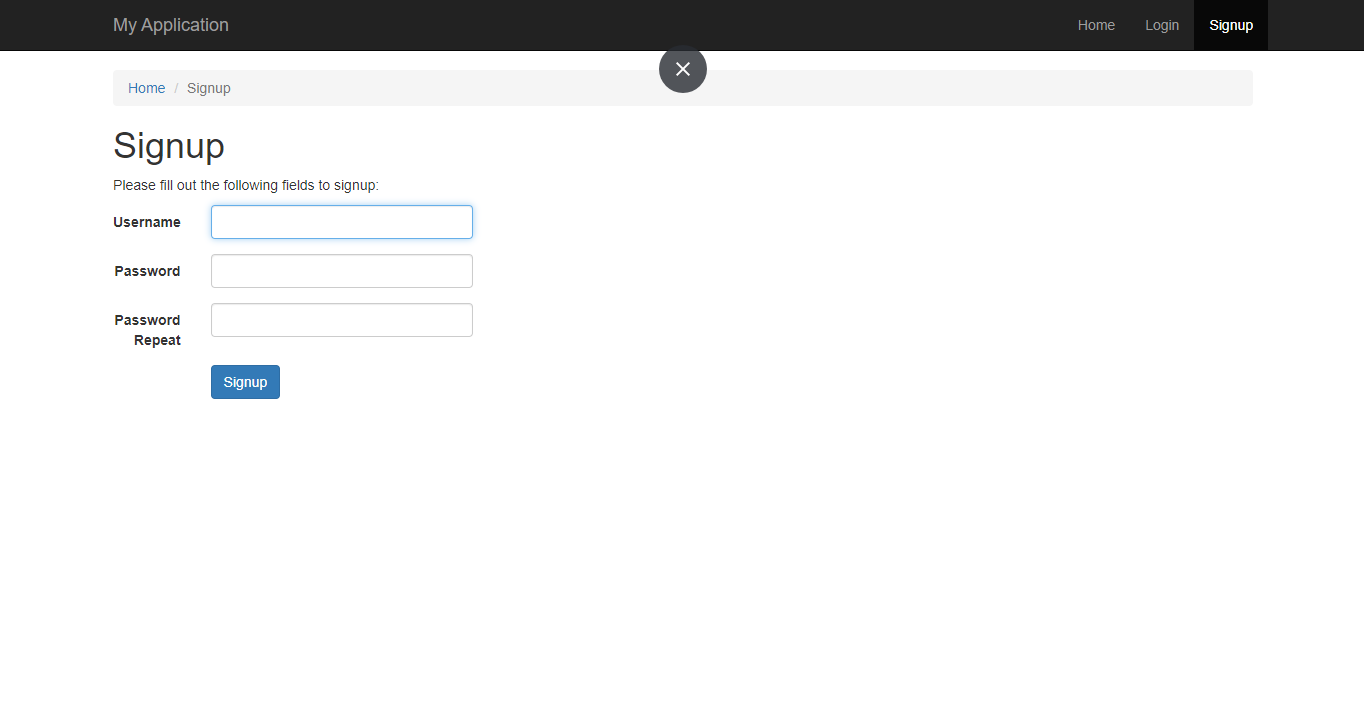 My Application
Home Login Signup
Home / Signup
Signup
Please fill out the following fields to signup:
Username
Password
Password
Repeat
Signup